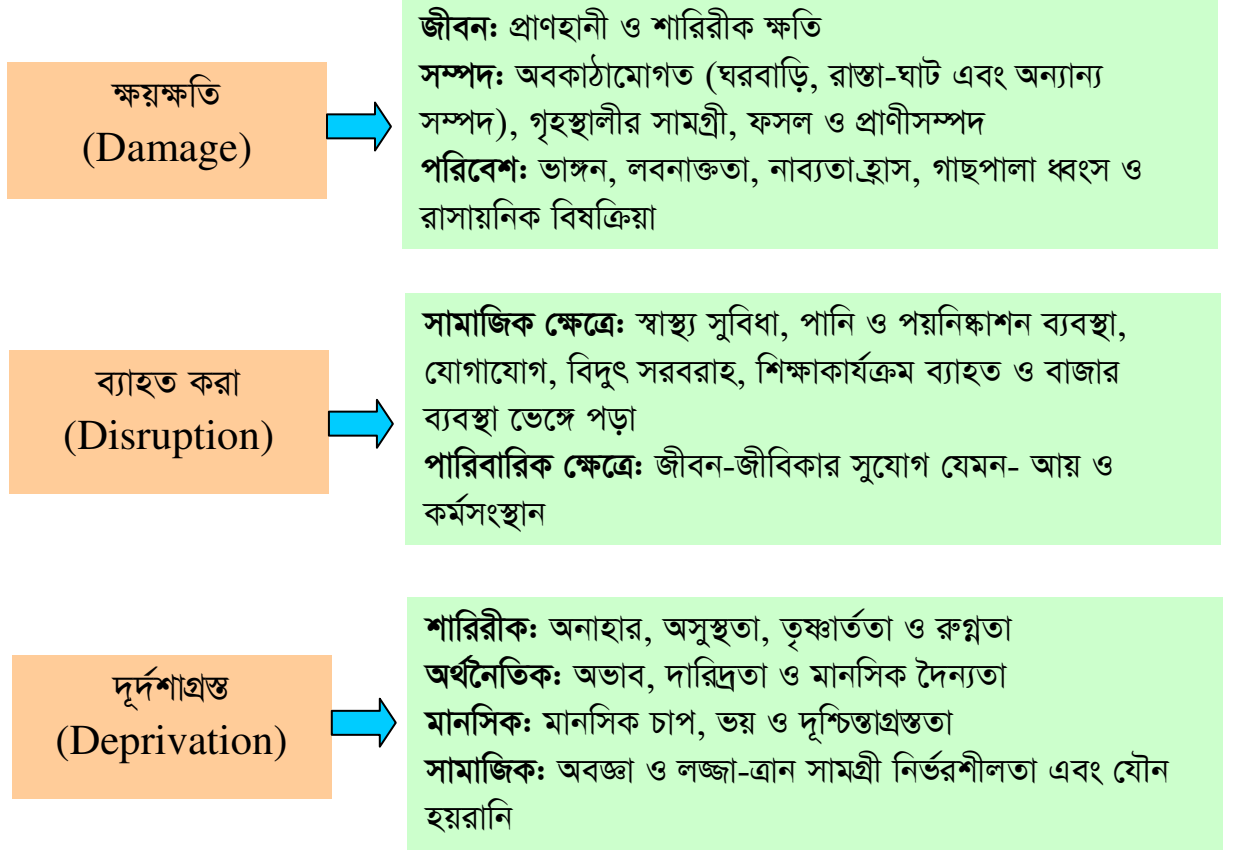 ক্ষয়ক্ষতি
(Damage)
জীবন: প্রাণহানী ও শারিরীক ক্ষতি
সম্পদ: অবকাঠামোগত (ঘরবাড়ি, রাস্তা-ঘাট এবং অন্যান্য
সম্পদ), গৃহস্থালীর সামগ্রী, ফসল ও প্রাণীসম্পদ
পরিবেশ: ভাঙ্গন, লবনাক্ততা, নাব্যতা হ্রাস, গাছপালা ধ্বংস ও
রাসায়নিক বিষক্রিয়া
ব্যাহত করা
(Disruption)
সামাজিক ক্ষেত্রে: স্বাস্থ্য সুবিধা, পানি ও পয়নিষ্কাশন ব্যবস্থা,
যোগাযোগ, বিদুৎ সরবরাহ, শিক্ষাকার্যক্রম ব্যাহত ও বাজার
ব্যবস্থা ভেঙ্গে পড়া
পারিবারিক ক্ষেত্রে: জীবন-জীবিকার সুযোগ যেমন- আয় ও
কর্মসংস্থান
দূর্দশাগ্রস্ত
(Deprivation)
শারিরীক: অনাহার, অসুস্থতা, তৃষ্ণার্ততা ও রুগ্নতা
অর্থনৈতিক: অভাব, দারিদ্রতা ও মানসিক দৈন্যতা
মানসিক: মানসিক চাপ, ভয় ও দূশ্চিন্তাগ্রস্ততা
সামাজিক: অবজ্ঞা ও লজ্জা-ত্রান সামগ্রী নির্ভরশীলতা এবং যৌন
হয়রানি